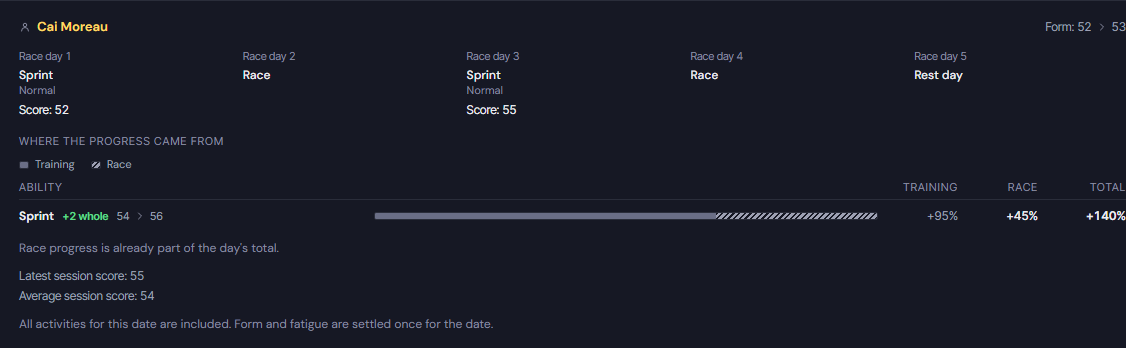 Cai Moreau
Form: 52 > 53
Race day 1
Race day 2
Race day 3
Race day 4
Race day 5
Sprint
Race
Sprint
Race
Rest day
Normal
Normal
Score: 52
Score: 55
WHERE THE PROGRESS CAME FROM
Training
Race
ABILITY
TRAINING
RACE
TOTAL
Sprint +2 whole 54 > 56
+95%
+45%
+140%
Race progress is already part of the day's total.
Latest session score: 55
Average session score: 54
All activities for this date are included. Form and fatigue are settled once for the date.